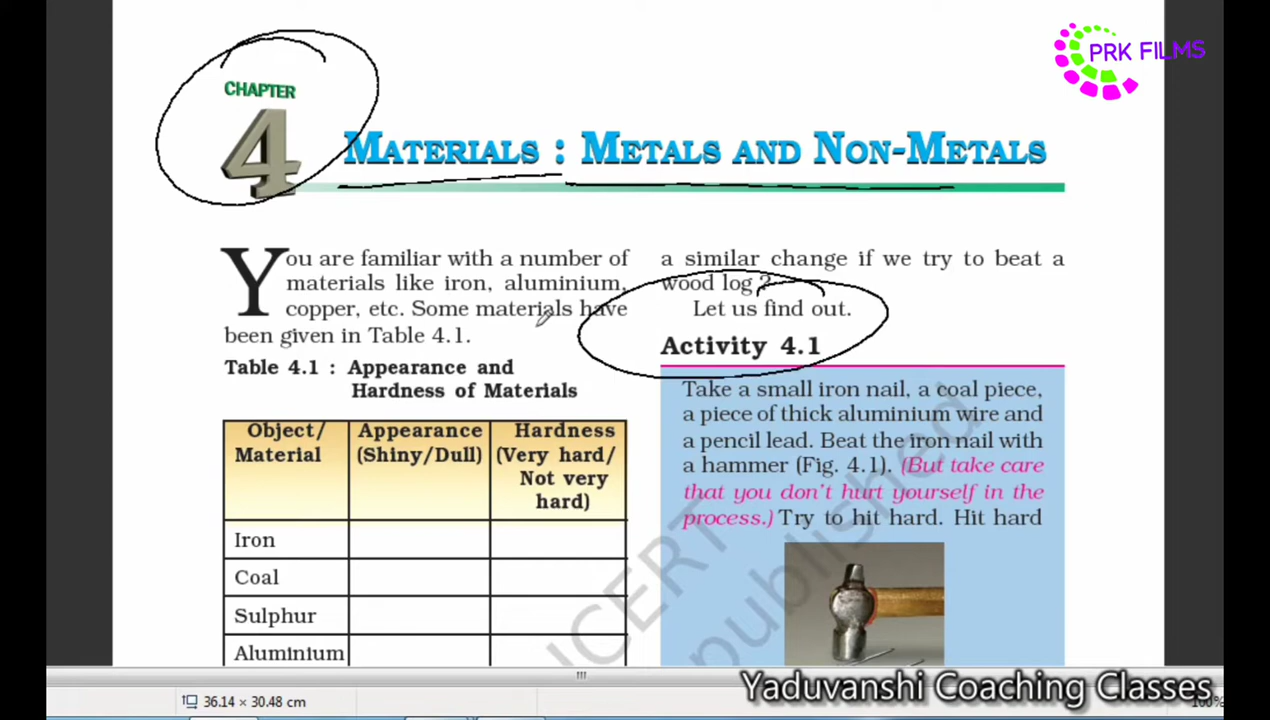 PRK FILMS
CHAPTER
4
MATERIALS : METALS AND NON-METALS
You are familiar with a number of
materials like iron, aluminium,
copper, etc. Some materials have
been given in Table 4.1.
Table 4.1 : Appearance and
Hardness of Materials
Object/ Material
Appearance (Shiny/Dull)
Hardness (Very hard/ Not very hard)
Iron
Coal
Sulphur
Aluminium
a similar change if we try to beat a
wood log ?
Let us find out.
Activity 4.1
Take a small iron nail, a coal piece,
a piece of thick aluminium wire and
a pencil lead. Beat the iron nail with
a hammer (Fig. 4.1). (But take care
that you don't hurt yourself in the
process.) Try to hit hard. Hit hard
NCERT
published
Yaduvanshi Coaching Classes
36.14 × 30.48 cm
100%